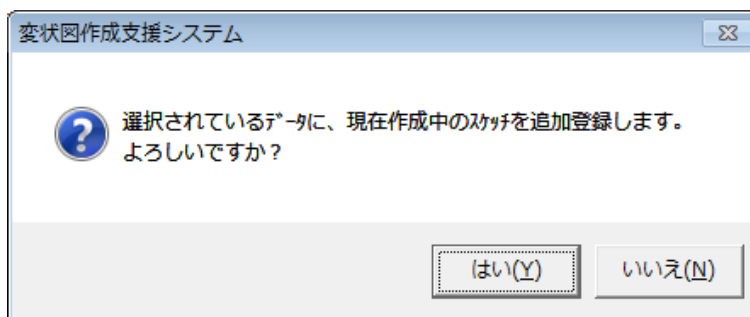 変状図作成支援システム
選択されているﾃﾞｰﾀに、現在作成中のｽｹｯﾁを追加登録します。
よろしいですか？
はい(Y)
いいえ(N)